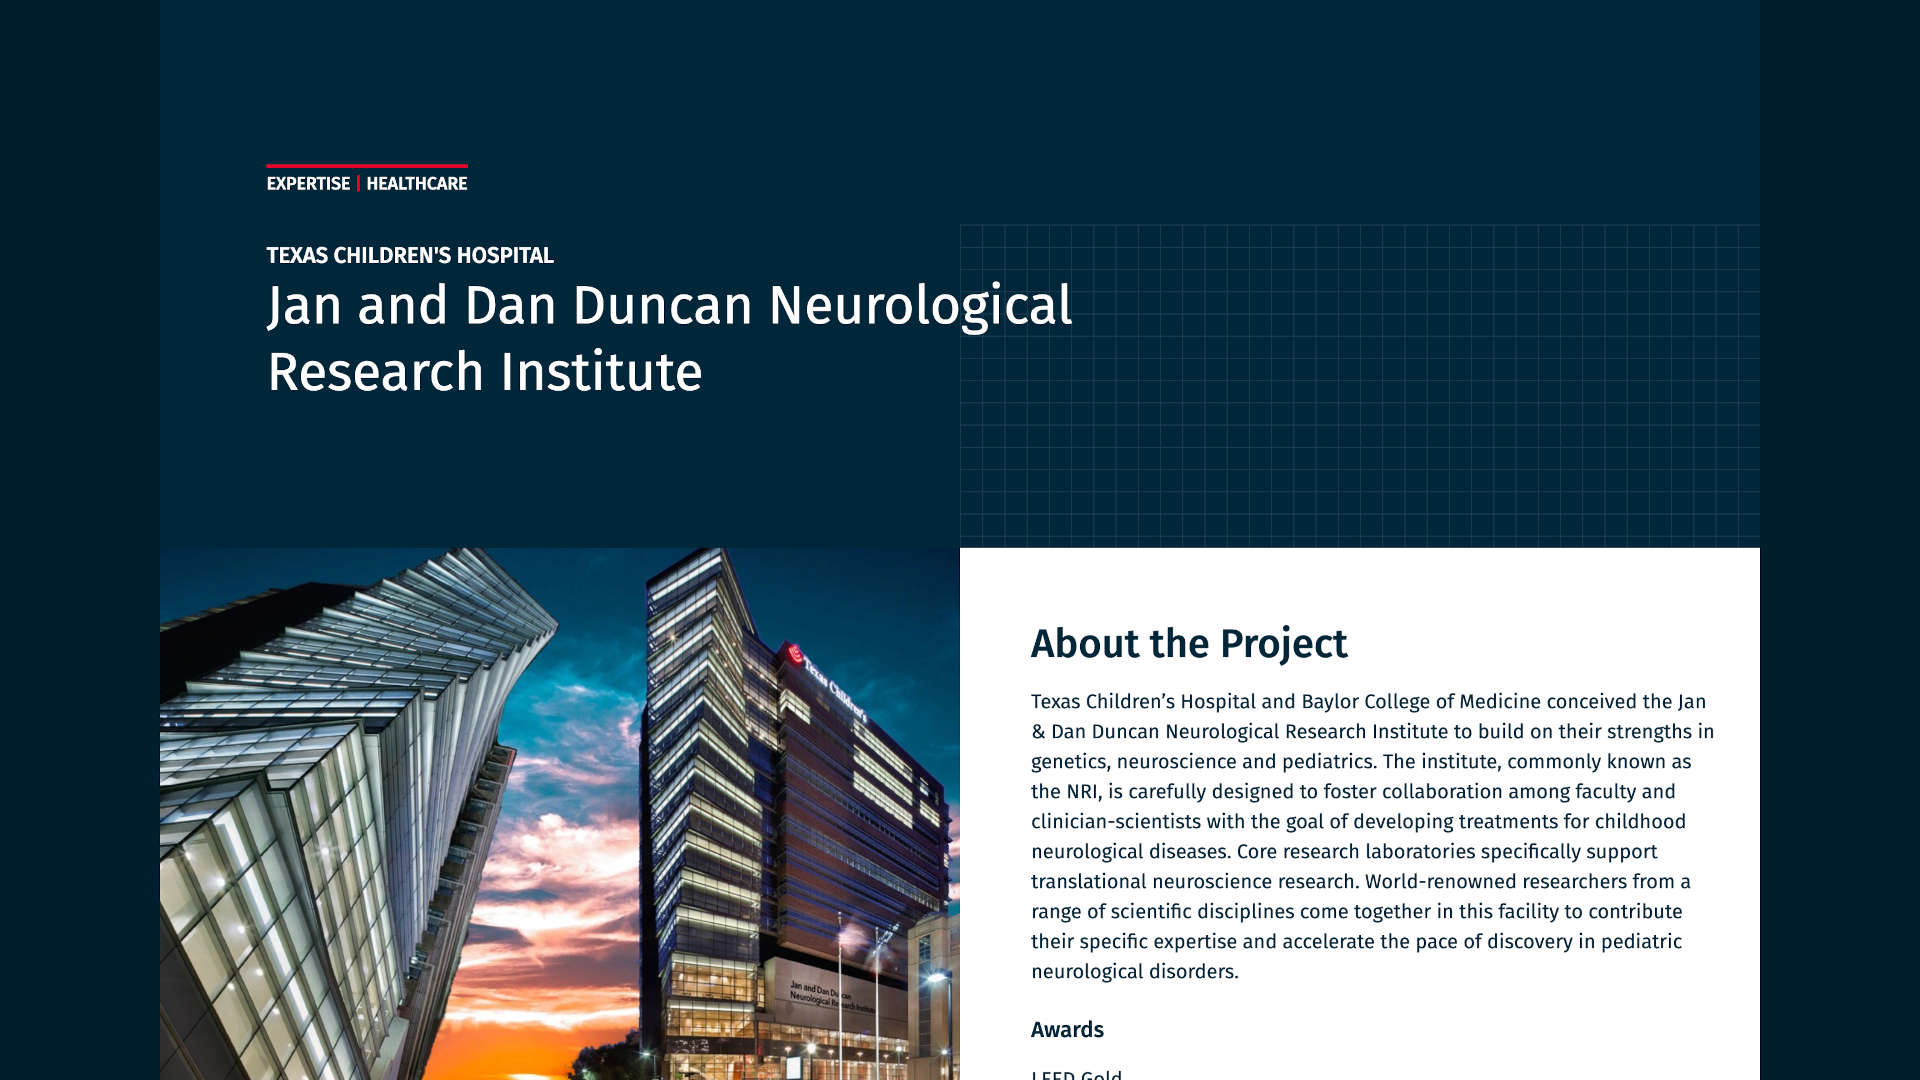 EXPERTISE | HEALTHCARE
TEXAS CHILDREN'S HOSPITAL
Jan and Dan Duncan Neurological
Research Institute
Texas Children's
Jan and Dan Duncan
Neurological Research Institute
About the Project
Texas Children’s Hospital and Baylor College of Medicine conceived the Jan
& Dan Duncan Neurological Research Institute to build on their strengths in
genetics, neuroscience and pediatrics. The institute, commonly known as
the NRI, is carefully designed to foster collaboration among faculty and
clinician-scientists with the goal of developing treatments for childhood
neurological diseases. Core research laboratories specifically support
translational neuroscience research. World-renowned researchers from a
range of scientific disciplines come together in this facility to contribute
their specific expertise and accelerate the pace of discovery in pediatric
neurological disorders.
Awards
LEED Gold